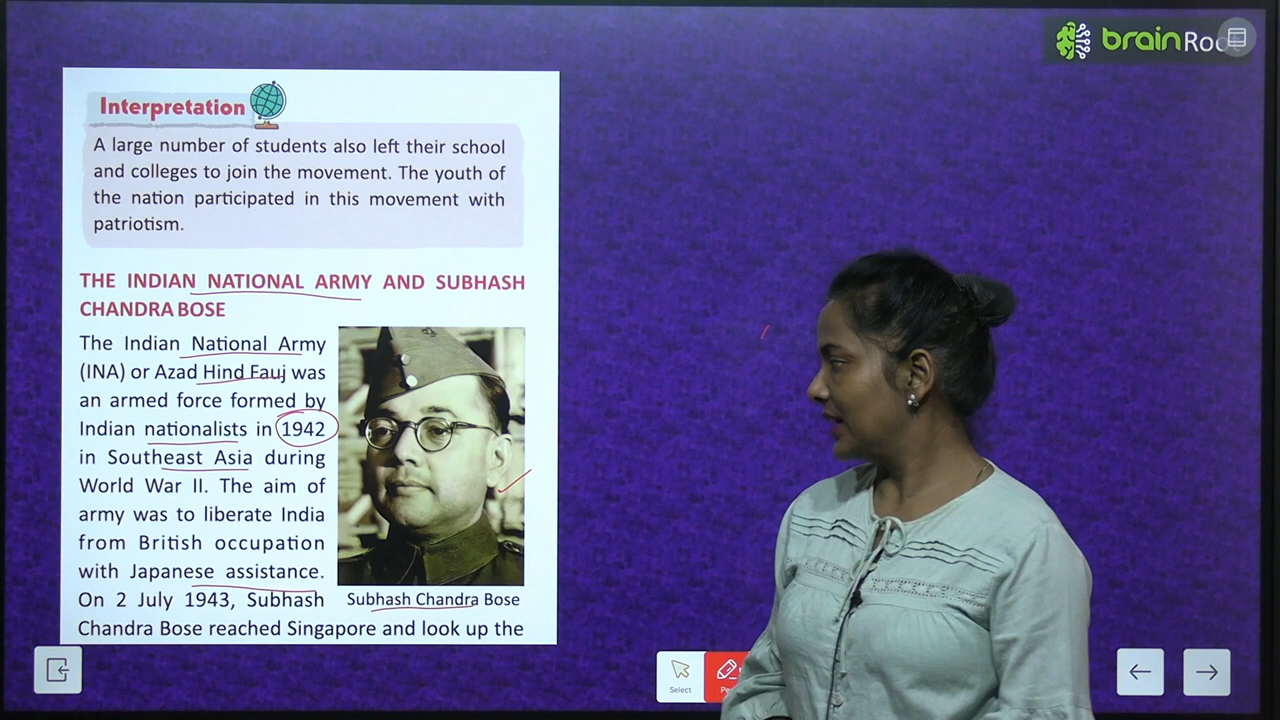 brainRoo
Interpretation
A large number of students also left their school
and colleges to join the movement. The youth of
the nation participated in this movement with
patriotism.
THE INDIAN NATIONAL ARMY AND SUBHASH
CHANDRA BOSE
The Indian National Army
(INA) or Azad Hind Fauj was
an armed force formed by
Indian nationalists in 1942
in Southeast Asia during
World War II. The aim of
army was to liberate India
from British occupation
with Japanese assistance.
On 2 July 1943, Subhash
Chandra Bose reached Singapore and look up the
Subhash Chandra Bose
Select